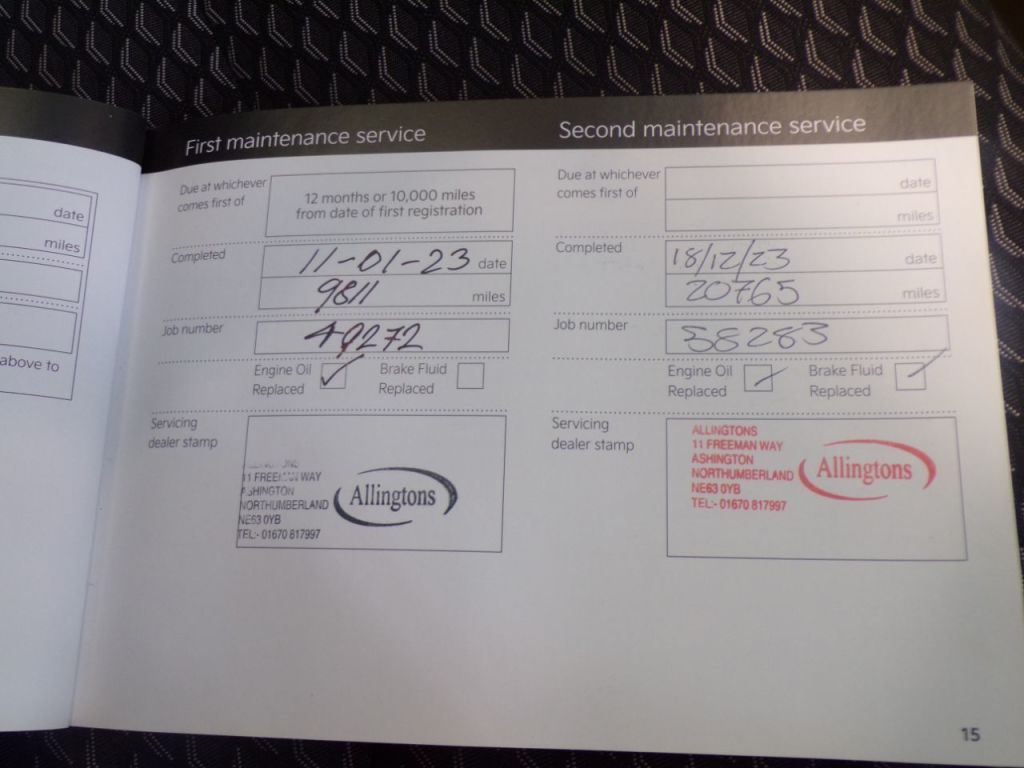 date
miles
above to
First maintenance service
Due at whichever
comes first of
12 months or 10,000 miles
from date of first registration
Completed
11-01-23 date
9811 miles
Job number
49272
Engine Oil
Replaced
Brake Fluid
Replaced
Servicing
dealer stamp
11 FREEMAN WAY
ASHINGTON
NORTHUMBERLAND
NE63 0YB
TEL:- 01670 817997
Allingtons
Second maintenance service
Due at whichever
comes first of
date
miles
Completed
18/12/23 date
20765 miles
Job number
58283
Engine Oil
Replaced
Brake Fluid
Replaced
Servicing
dealer stamp
ALLINGTONS
11 FREEMAN WAY
ASHINGTON
NORTHUMBERLAND
NE63 0YB
TEL:- 01670 817997
Allingtons
15